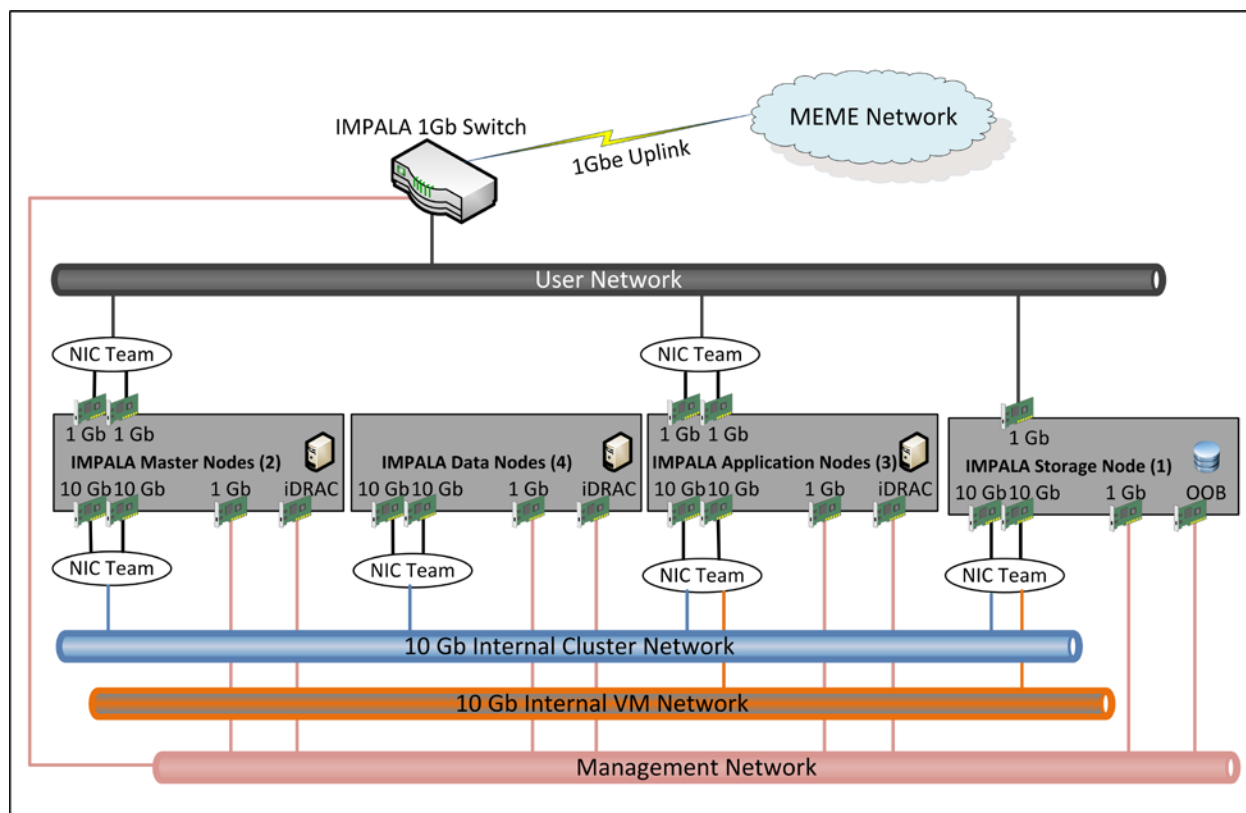 MEME Network
IMPALA 1Gb Switch
1Gbe Uplink
User Network
NIC Team
NIC Team
1 Gb 1 Gb
IMPALA Master Nodes (2)
10 Gb 10 Gb 1 Gb iDRAC
IMPALA Data Nodes (4)
10 Gb 10 Gb 1 Gb iDRAC
1 Gb 1 Gb
IMPALA Application Nodes (3)
10 Gb 10 Gb 1 Gb iDRAC
1 Gb
IMPALA Storage Node (1)
10 Gb 10 Gb 1 Gb OOB
NIC Team
NIC Team
NIC Team
NIC Team
10 Gb Internal Cluster Network
10 Gb Internal VM Network
Management Network